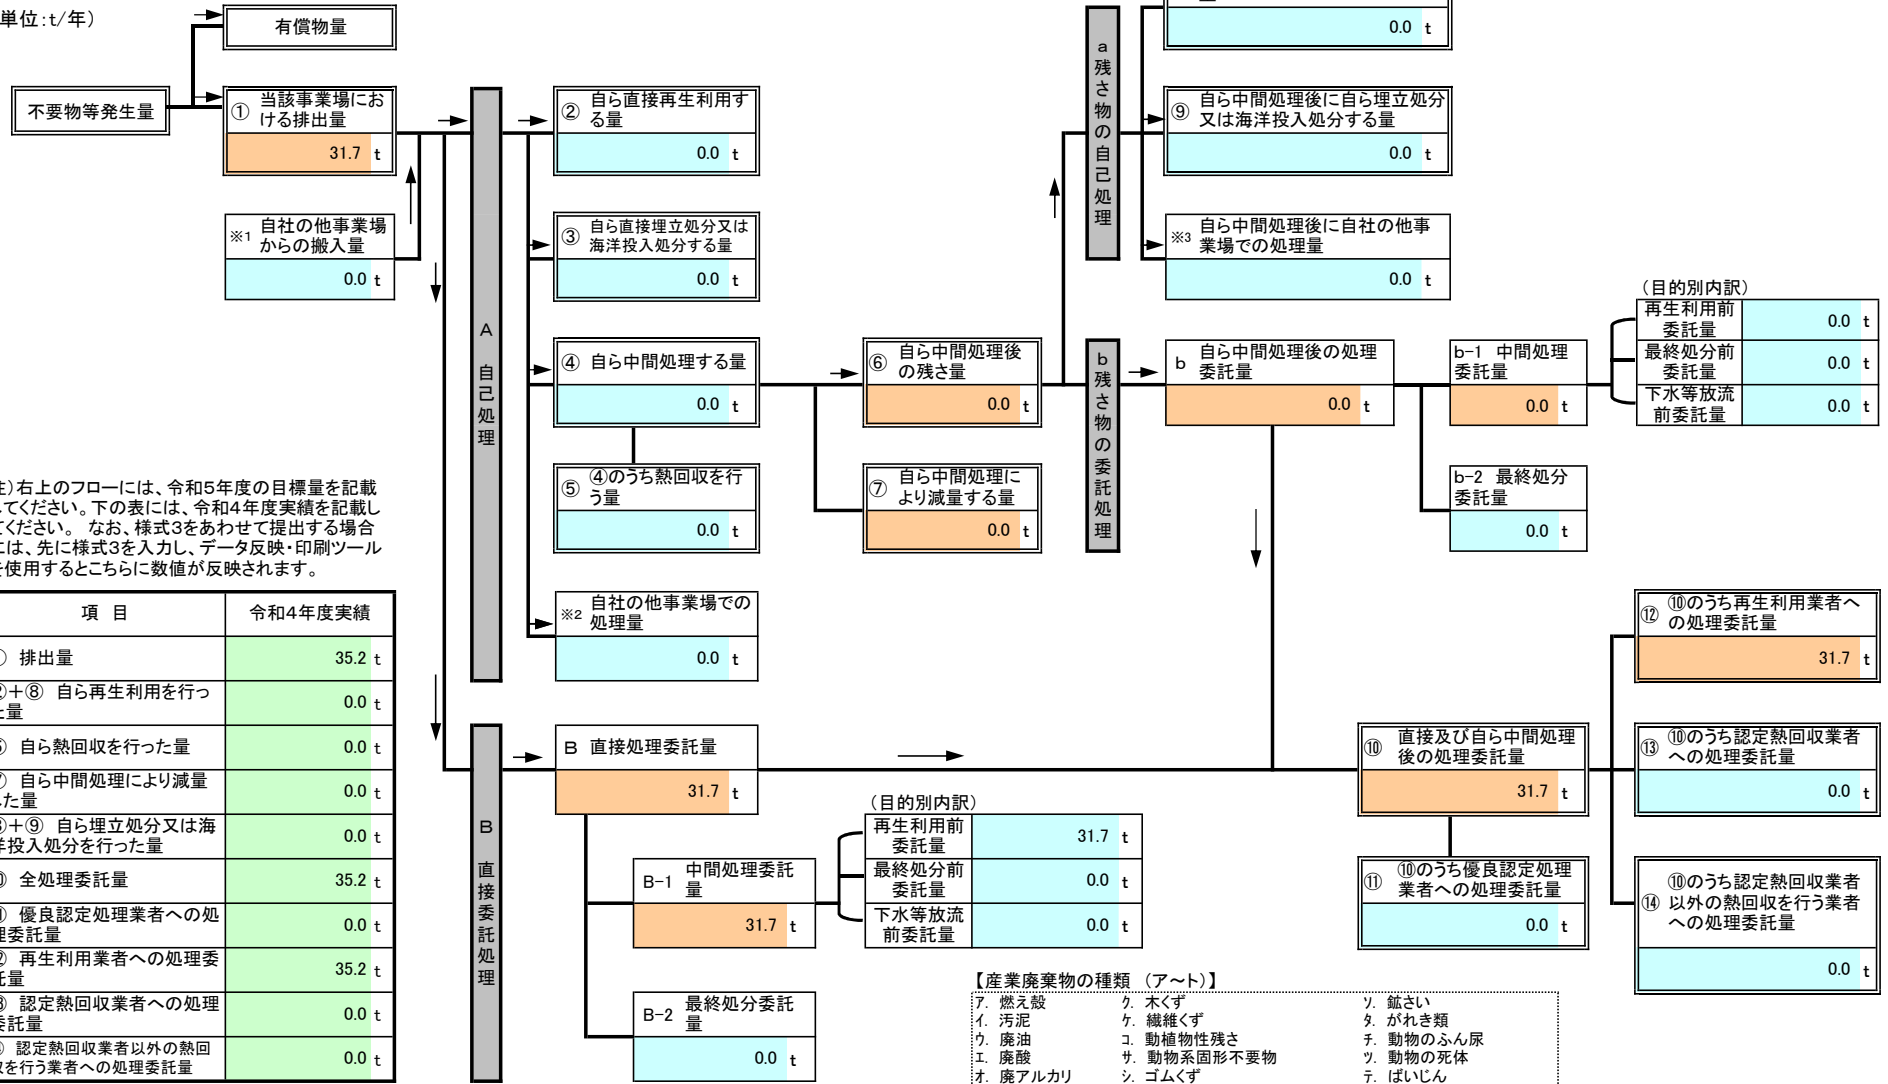 単位:t/年）
有償物量
不要物等発生量
① 当該事業場にお
ける排出量
31.7 t
※1 自社の他事業場
からの搬入量
0.0 t
A 自己処理
② 自ら直接再生利用す
る量
0.0 t
③ 自ら直接埋立処分又は
海洋投入処分する量
0.0 t
④ 自ら中間処理する量
0.0 t
⑤ ④のうち熱回収を行
う量
0.0 t
※2 自社の他事業場での
処理量
0.0 t
⑥ 自ら中間処理後
の残さ量
0.0 t
⑦ 自ら中間処理に
より減量する量
0.0 t
a 残さ物の自己処理
0.0 t
⑨ 自ら中間処理後に自ら埋立処分
又は海洋投入処分する量
0.0 t
※3 自ら中間処理後に自社の他事
業場での処理量
0.0 t
b 残さ物の委託処理
b 自ら中間処理後の処理
委託量
0.0 t
b-1 中間処理
委託量
0.0 t
b-2 最終処分
委託量
0.0 t
（目的別内訳）
再生利用前
委託量
0.0 t
最終処分前
委託量
0.0 t
下水等放流
前委託量
0.0 t
注）右上のフローには、令和5年度の目標量を記載
してください。下の表には、令和4年度実績を記載し
てください。 なお、様式3をあわせて提出する場合
には、先に様式3を入力し、データ反映・印刷ツール
を使用するとこちらに数値が反映されます。
項 目 令和4年度実績
① 排出量 35.2 t
②＋⑧ 自ら再生利用を行っ
た量 0.0 t
⑤ 自ら熱回収を行った量 0.0 t
⑦ 自ら中間処理により減量
した量 0.0 t
③＋⑨ 自ら埋立処分又は海
洋投入処分を行った量 0.0 t
⑩ 全処理委託量 35.2 t
⑪ 優良認定処理業者への処
理委託量 0.0 t
⑫ 再生利用業者への処理委
託量 35.2 t
⑬ 認定熱回収業者への処理
委託量 0.0 t
⑭ 認定熱回収業者以外の熱回
収を行う業者への処理委託量 0.0 t
B 直接委託処理
B 直接処理委託量
31.7 t
B-1 中間処理委託
量
31.7 t
B-2 最終処分委託
量
0.0 t
（目的別内訳）
再生利用前
委託量
31.7 t
最終処分前
委託量
0.0 t
下水等放流
前委託量
0.0 t
⑩ 直接及び自ら中間処理
後の処理委託量
31.7 t
⑪ ⑩のうち優良認定処理
業者への処理委託量
0.0 t
⑫ ⑩のうち再生利用業者へ
の処理委託量
31.7 t
⑬ ⑩のうち認定熱回収業者
への処理委託量
0.0 t
⑭ ⑩のうち認定熱回収業者
以外の熱回収を行う業者
への処理委託量
0.0 t
【産業廃棄物の種類 （ア～ト）】
ア. 燃え殻 ク. 木くず ソ. 鉱さい
イ. 汚泥 ケ. 繊維くず タ. がれき類
ウ. 廃油 コ. 動植物性残さ チ. 動物のふん尿
エ. 廃酸 サ. 動物系固形不要物 ツ. 動物の死体
オ. 廃アルカリ シ. ゴムくず テ. ばいじん